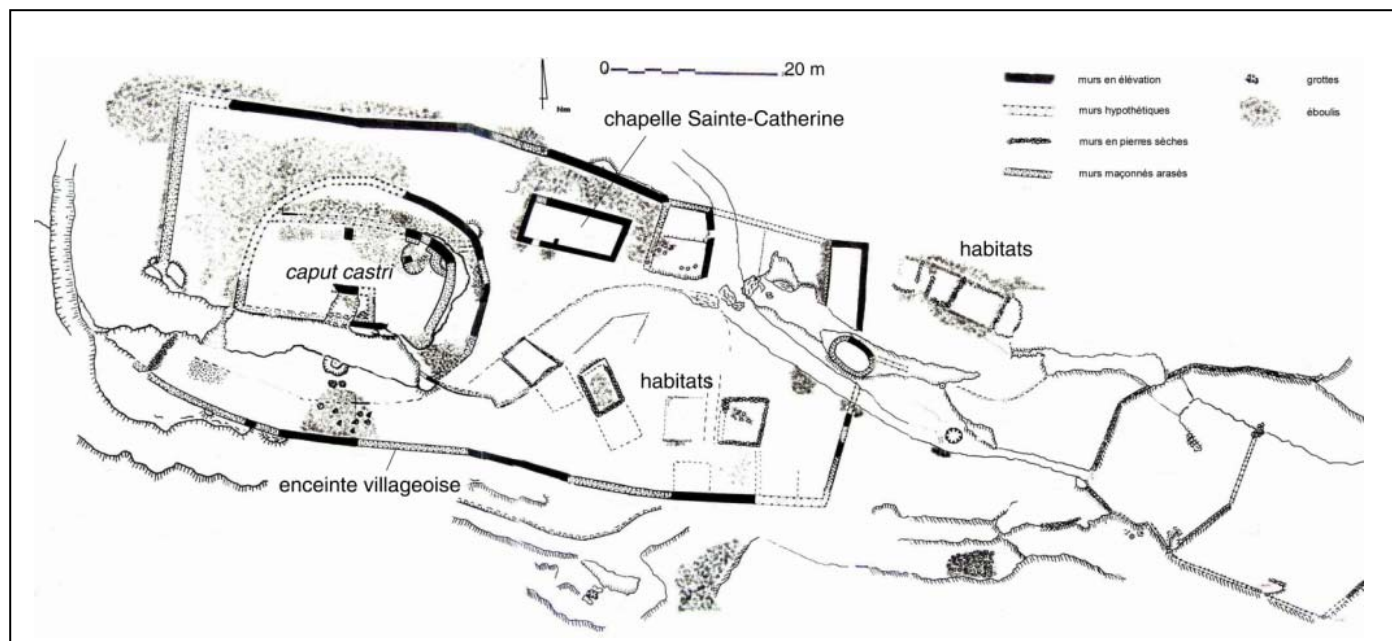 0 20 m
Nm
chapelle Sainte-Catherine
murs en élévation
murs hypothétiques
murs en pierres sèches
murs maçonnés arasés
grottes
éboulis
habitats
caput castri
habitats
enceinte villageoise